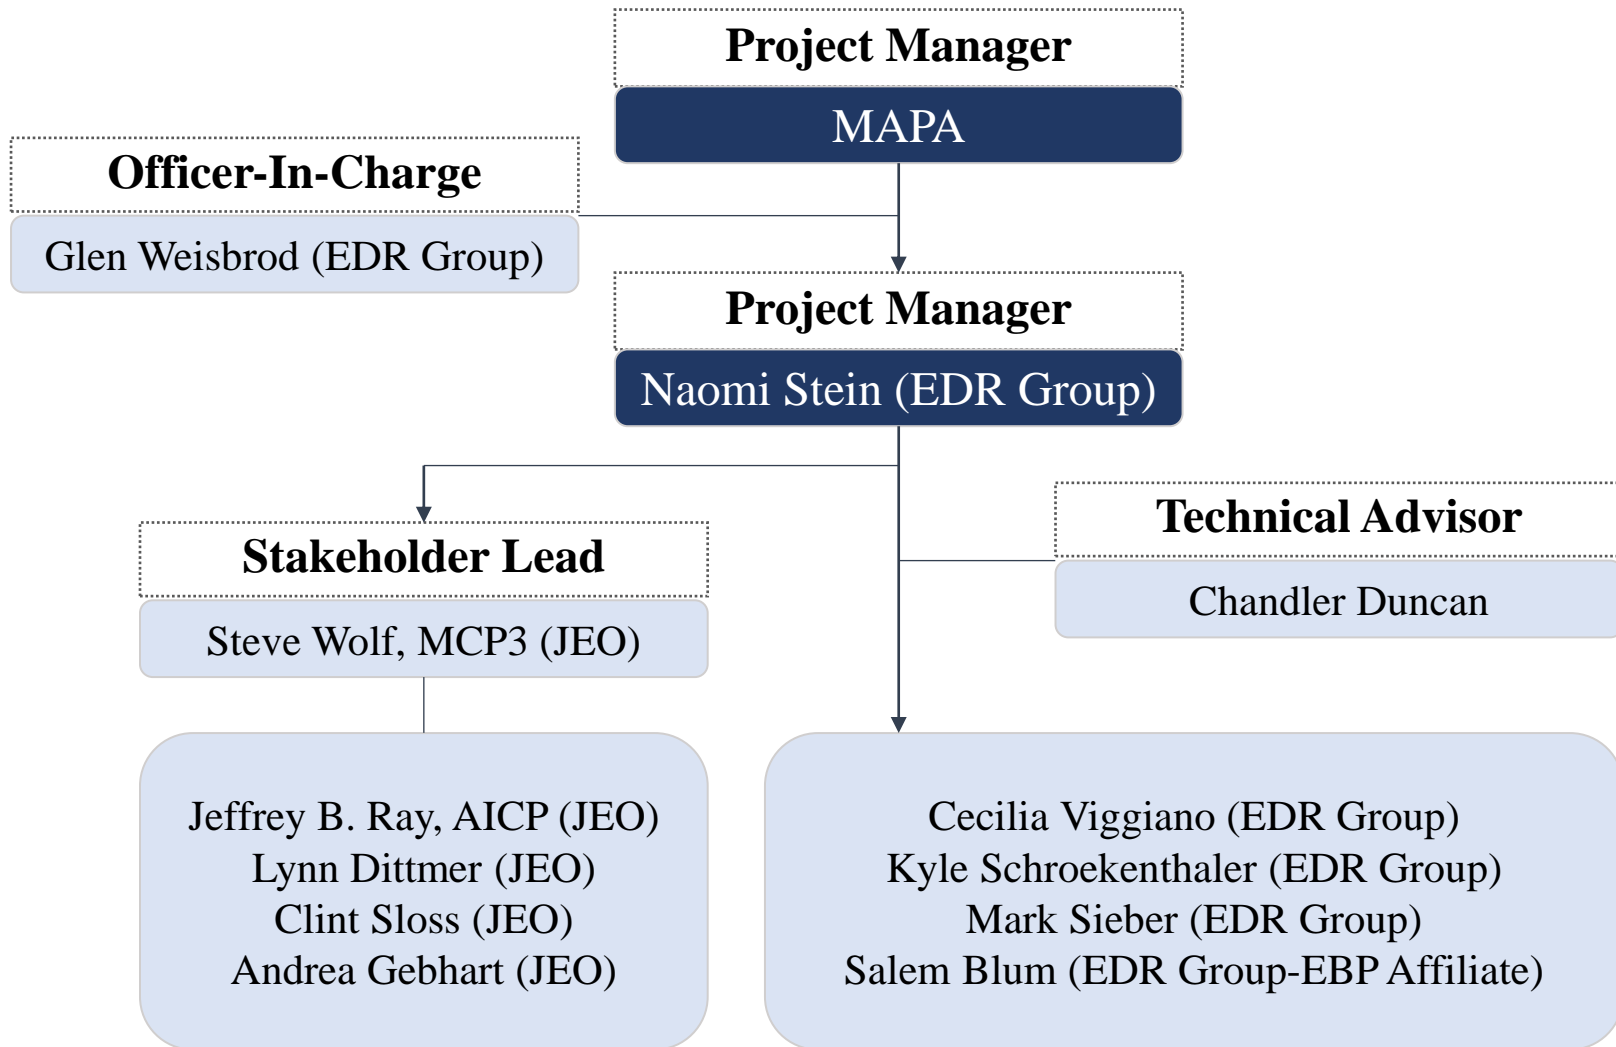 Project Manager
MAPA
Officer-In-Charge
Glen Weisbrod (EDR Group)
Project Manager
Naomi Stein (EDR Group)
Stakeholder Lead
Steve Wolf, MCP3 (JEO)
Technical Advisor
Chandler Duncan
Jeffrey B. Ray, AICP (JEO)
Lynn Dittmer (JEO)
Clint Sloss (JEO)
Andrea Gebhart (JEO)
Cecilia Viggiano (EDR Group)
Kyle Schroekenthaler (EDR Group)
Mark Sieber (EDR Group)
Salem Blum (EDR Group-EBP Affiliate)